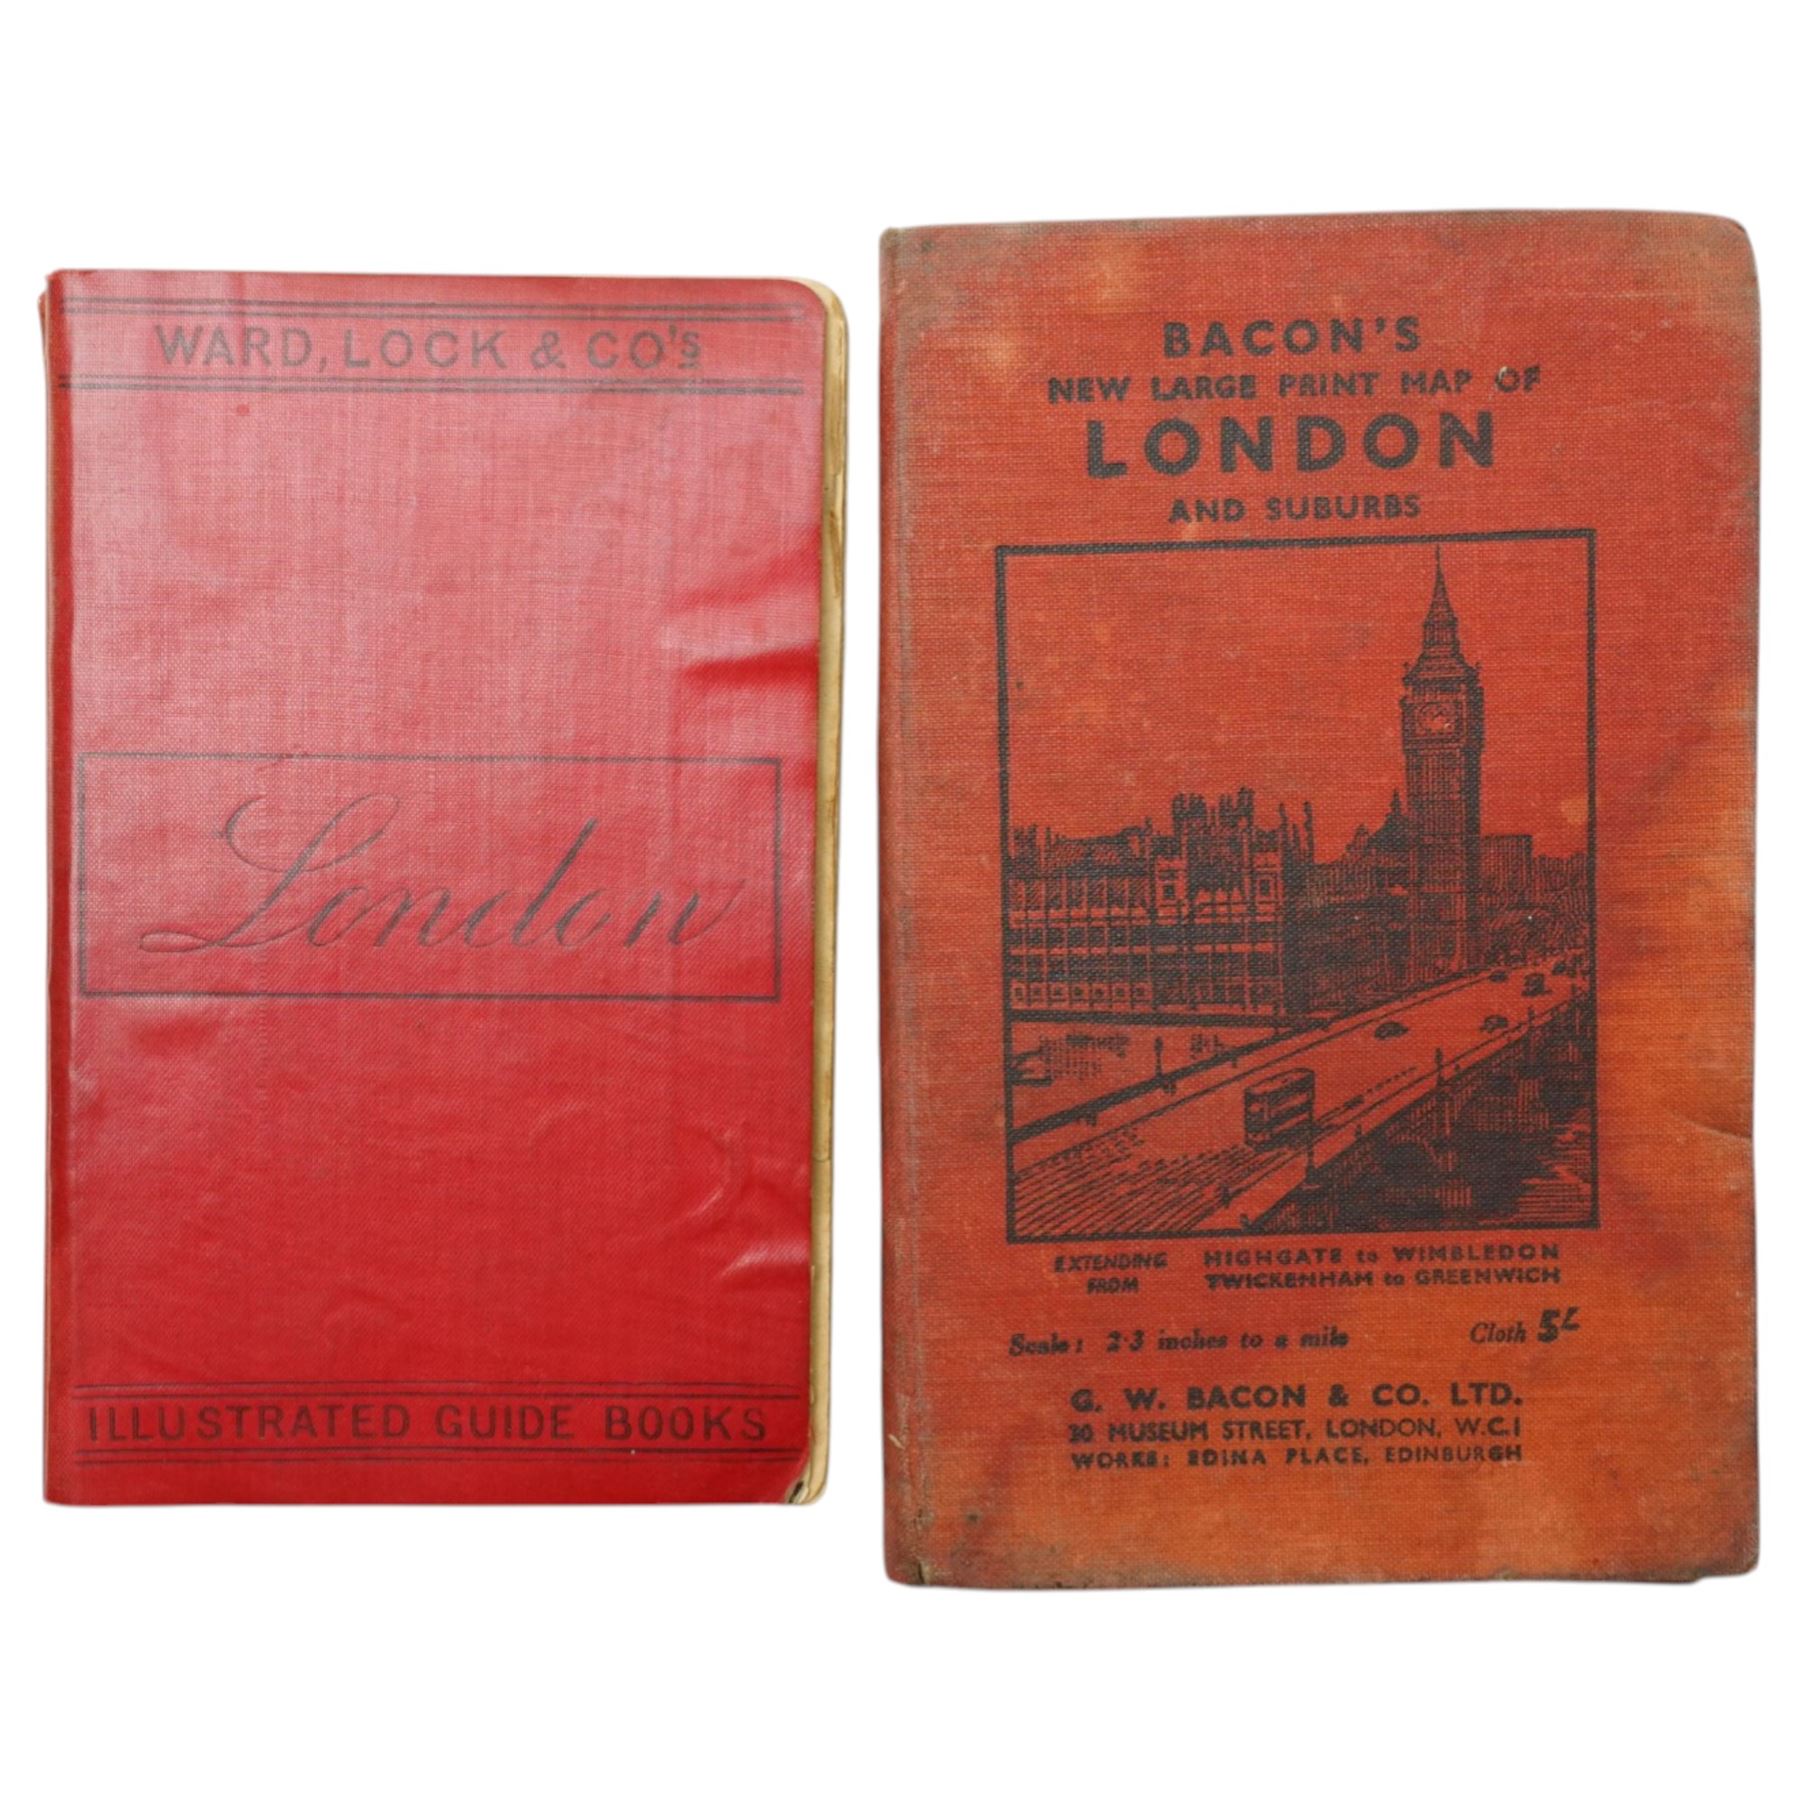 WARD, LOCK & CO'S
London
ILLUSTRATED GUIDE BOOKS
BACON'S
NEW LARGE PRINT MAP OF
LONDON
AND SUBURBS
EXTENDING FROM HIGHGATE to WIMBLEDON
TWICKENHAM to GREENWICH
Scale: 2·3 inches to a mile Cloth 5/-
G. W. BACON & CO. LTD.
30 MUSEUM STREET, LONDON, W.C.1
WORKS: EDINA PLACE, EDINBURGH